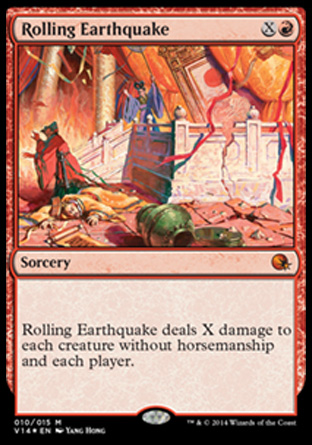 Rolling Earthquake X
Sorcery
Rolling Earthquake deals X damage to
each creature without horsemanship
and each player.
010/015 M
V14 ★ EN Yang Hong
™ & © 2014 Wizards of the Coast